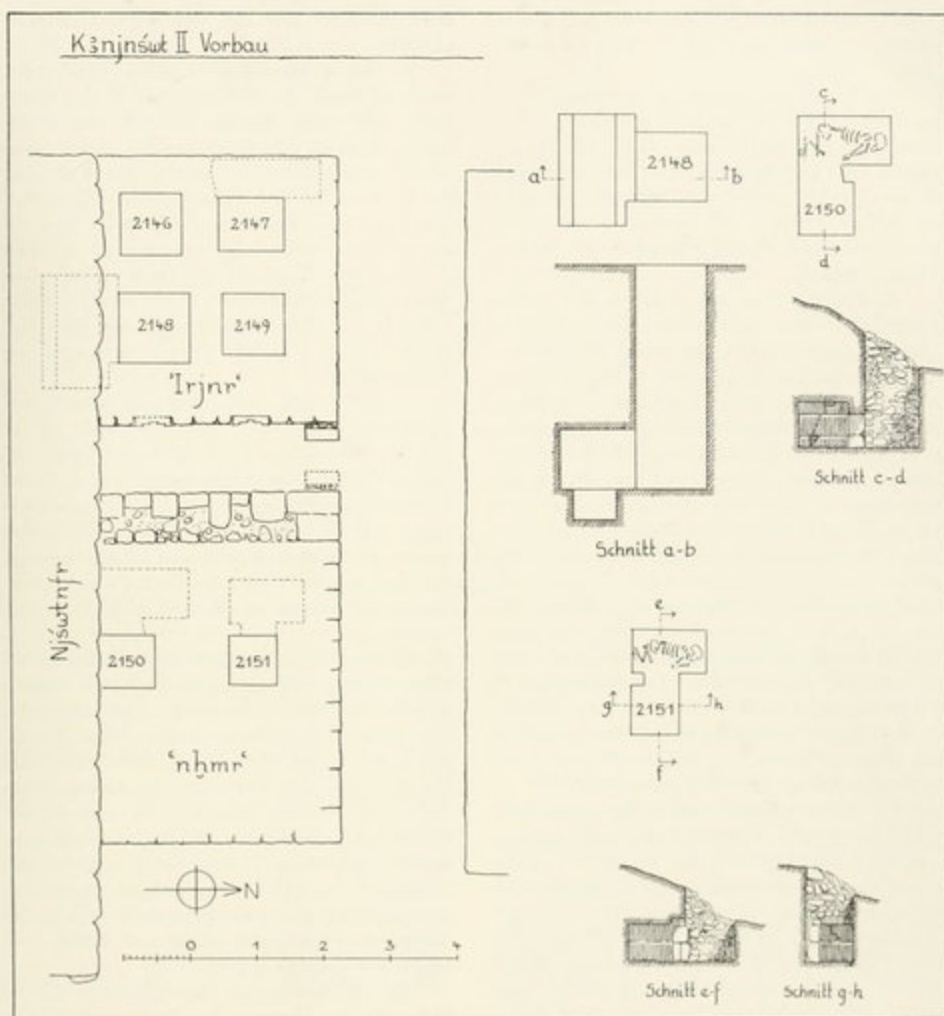 Kꜣnjnśwt II Vorbau
2146
2147
2148
2149
'Irjnr'
Njśwtnfr
2150
2151
'nḫmr'
N
0 1 2 3 4
a
2148
b
Schnitt a-b
c
2150
d
Schnitt c-d
e
g
2151
h
f
Schnitt e-f
Schnitt g-h